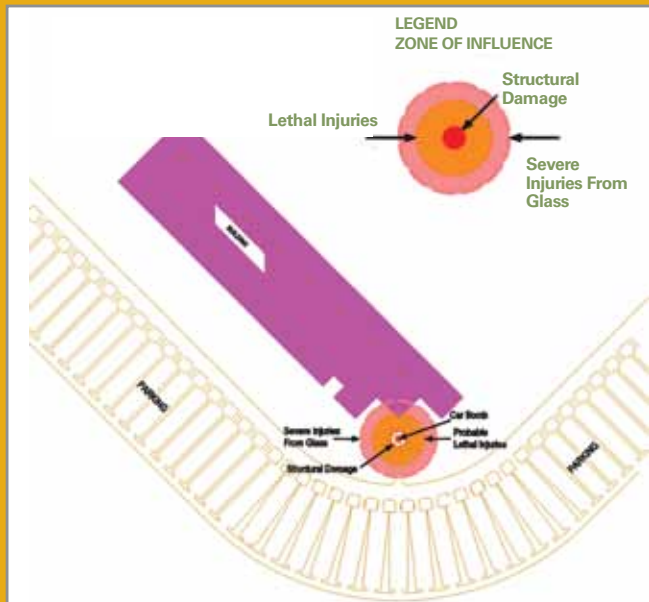 LEGEND
ZONE OF INFLUENCE
Structural
Damage
Lethal Injuries
Severe
Injuries From
Glass
BUILDING
PARKING
Car Bomb
Severe Injuries
From Glass
Probable
Lethal Injuries
Structural Damage
PARKING